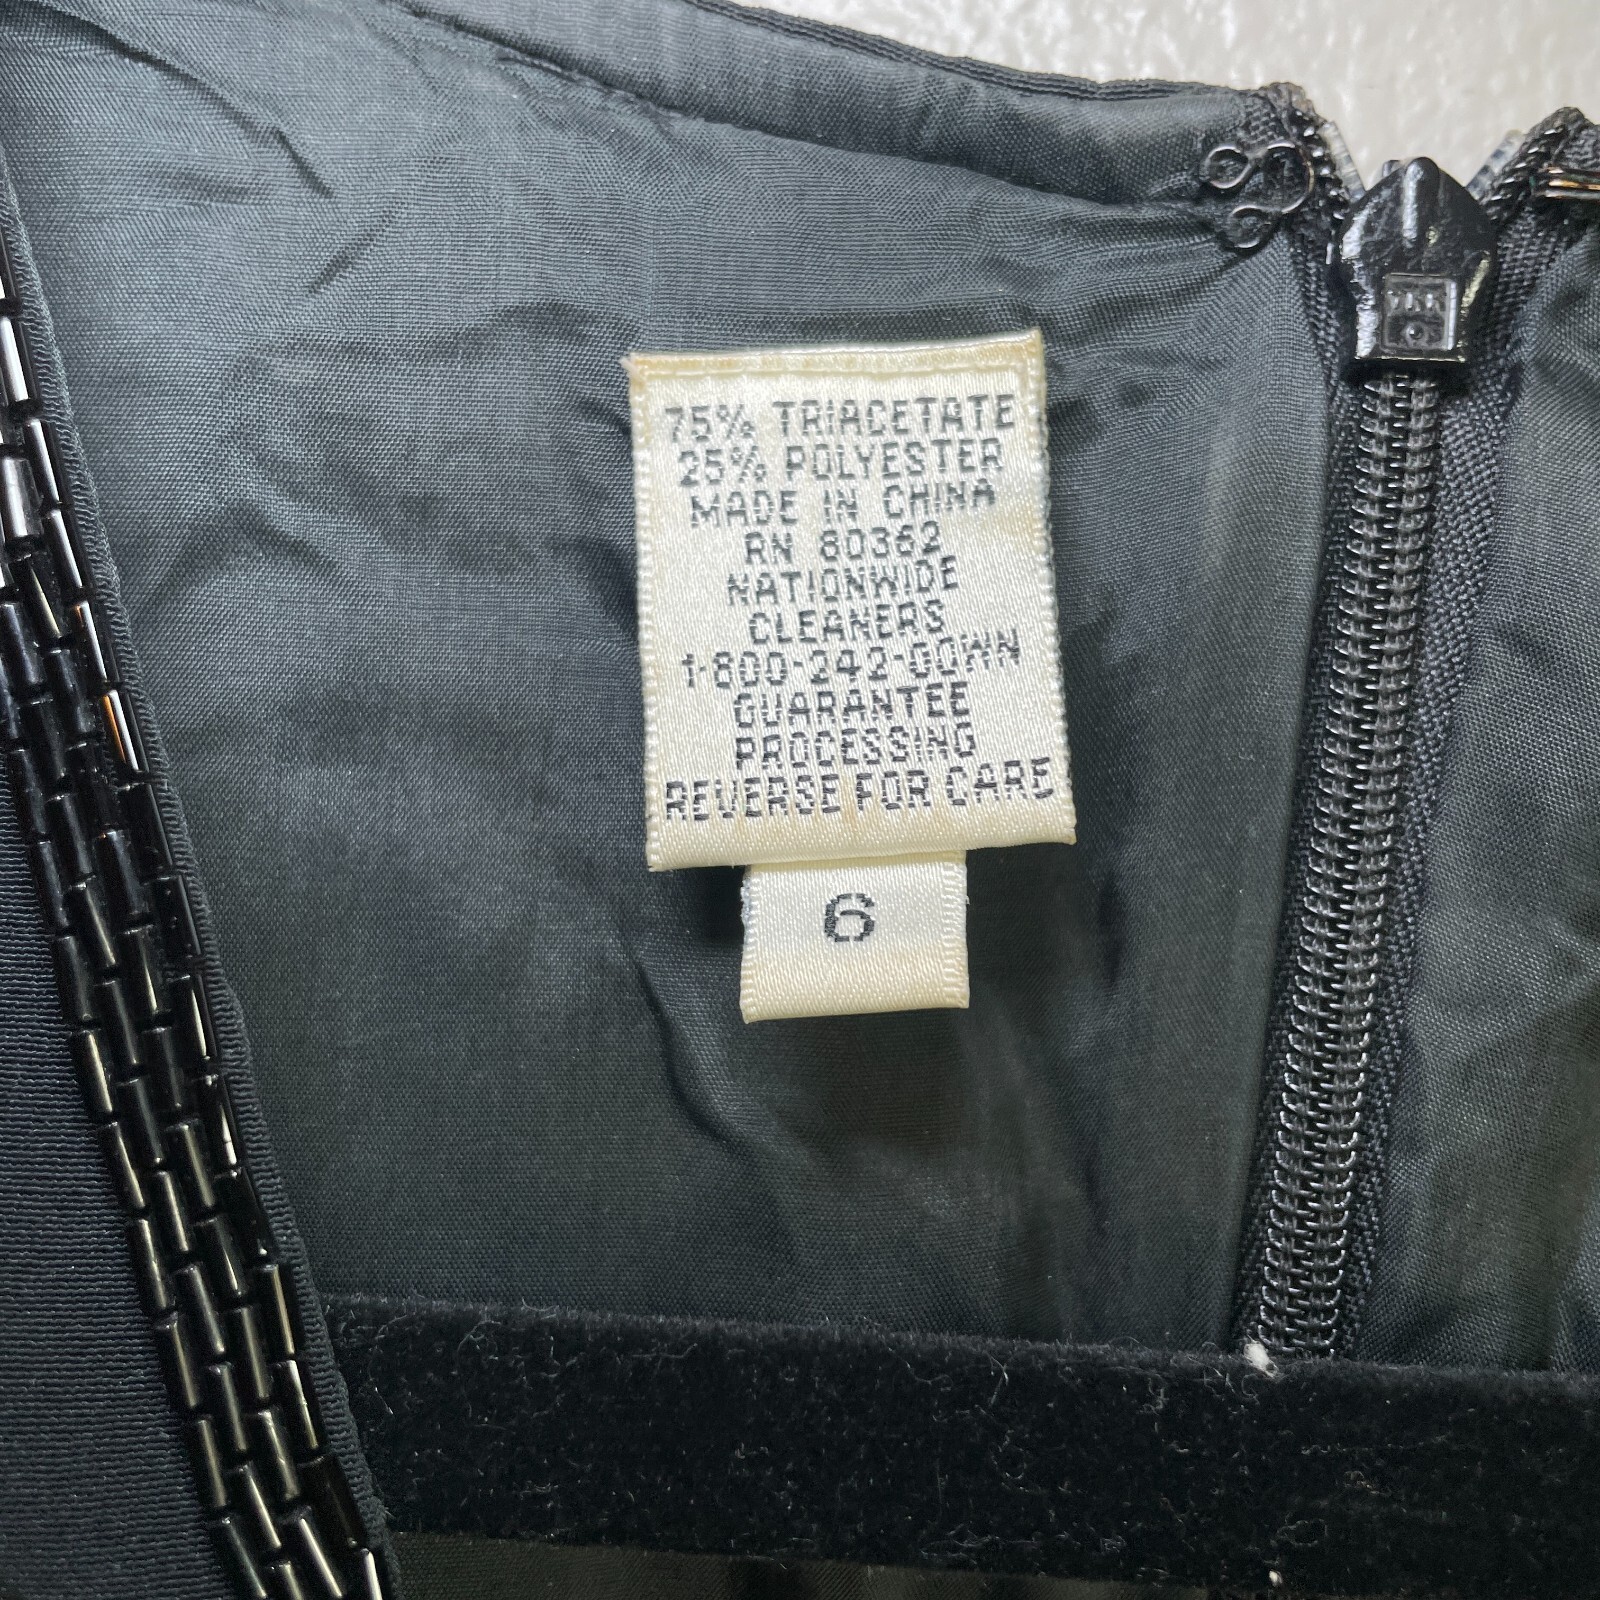 75% TRIACETATE
25% POLYESTER
MADE IN CHINA
RN 80362
NATIONWIDE
CLEANERS
1-800-242-GOWN
GUARANTEE
PROCESSING
REVERSE FOR CARE
6
YKK